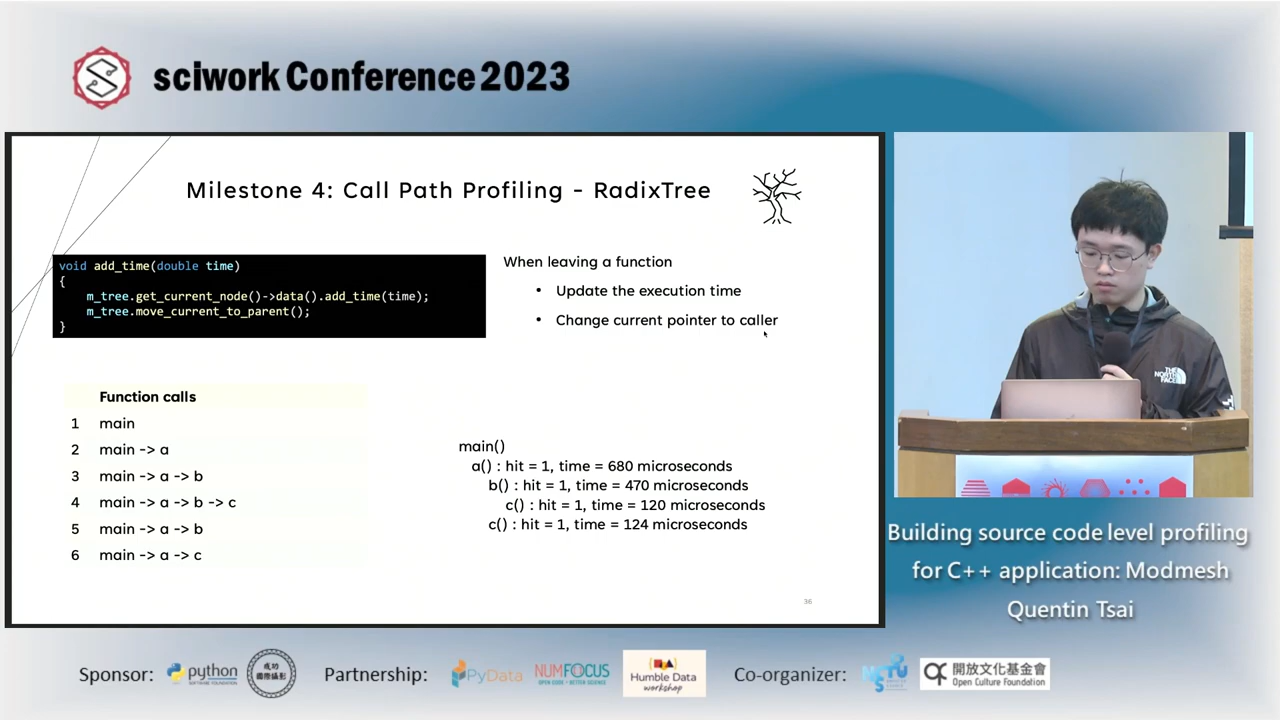 sciwork Conference 2023
Milestone 4: Call Path Profiling - RadixTree
void add_time(double time)
{
m_tree.get_current_node()->data().add_time(time);
m_tree.move_current_to_parent();
}
When leaving a function
• Update the execution time
• Change current pointer to caller
Function calls
1 main
2 main -> a
3 main -> a -> b
4 main -> a -> b -> c
5 main -> a -> b
6 main -> a -> c
main()
a() : hit = 1, time = 680 microseconds
b() : hit = 1, time = 470 microseconds
c() : hit = 1, time = 120 microseconds
c() : hit = 1, time = 124 microseconds
36
THE
NORTH
FACE
Building source code level profiling
for C++ application: Modmesh
Quentin Tsai
Sponsor:
python
Partnership:
PyData
NUMFOCUS
OPEN CODE = BETTER SCIENCE
Humble Data
workshop
Co-organizer:
開放文化基金會
Open Culture Foundation